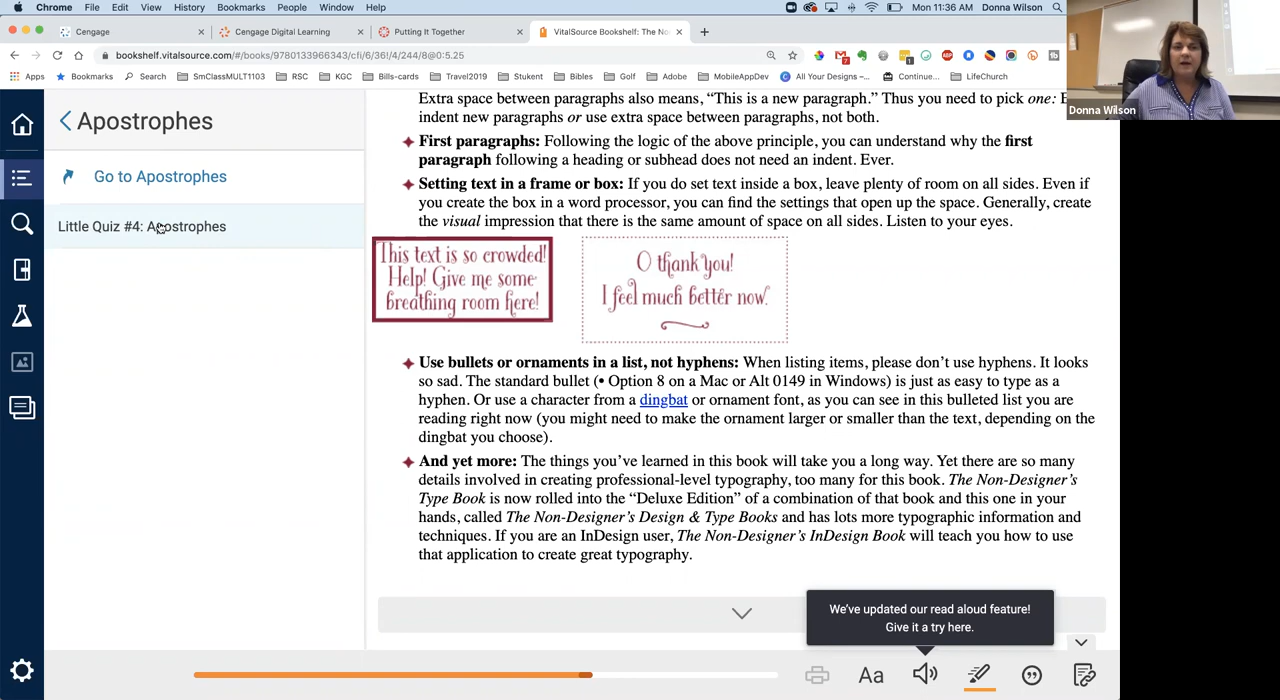 Chrome File Edit View History Bookmarks People Window Help
Mon 11:36 AM Donna Wilson
Cengage
Cengage Digital Learning
Putting It Together
VitalSource Bookshelf: The No
bookshelf.vitalsource.com/#/books/9780133966343/cfi/6/36!/4/244/8@0:5.25
Apps Bookmarks Search SmClassMULT1103 RSC KGC Bills-cards Travel2019 Stukent Bibles Golf Adobe MobileAppDev All Your Designs –... Continue... LifeChurch
Donna Wilson
Apostrophes
Go to Apostrophes
Little Quiz #4: Apostrophes
Extra space between paragraphs also means, “This is a new paragraph.” Thus you need to pick one: E
indent new paragraphs or use extra space between paragraphs, not both.
First paragraphs: Following the logic of the above principle, you can understand why the first
paragraph following a heading or subhead does not need an indent. Ever.
Setting text in a frame or box: If you do set text inside a box, leave plenty of room on all sides. Even if
you create the box in a word processor, you can find the settings that open up the space. Generally, create
the visual impression that there is the same amount of space on all sides. Listen to your eyes.
This text is so crowded!
Help! Give me some
breathing room here!
O thank you!
I feel much better now.
Use bullets or ornaments in a list, not hyphens: When listing items, please don’t use hyphens. It looks
so sad. The standard bullet (• Option 8 on a Mac or Alt 0149 in Windows) is just as easy to type as a
hyphen. Or use a character from a dingbat or ornament font, as you can see in this bulleted list you are
reading right now (you might need to make the ornament larger or smaller than the text, depending on the
dingbat you choose).
And yet more: The things you’ve learned in this book will take you a long way. Yet there are so many
details involved in creating professional-level typography, too many for this book. The Non-Designer’s
Type Book is now rolled into the “Deluxe Edition” of a combination of that book and this one in your
hands, called The Non-Designer’s Design & Type Books and has lots more typographic information and
techniques. If you are an InDesign user, The Non-Designer’s InDesign Book will teach you how to use
that application to create great typography.
We’ve updated our read aloud feature!
Give it a try here.
Aa